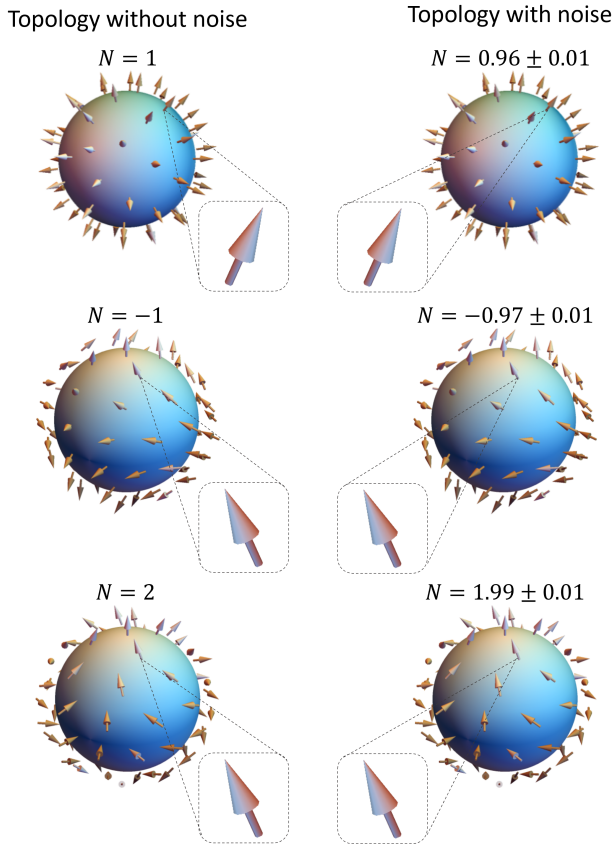 Topology without noise
Topology with noise
N = 1
N = 0.96 ± 0.01
N = −1
N = −0.97 ± 0.01
N = 2
N = 1.99 ± 0.01